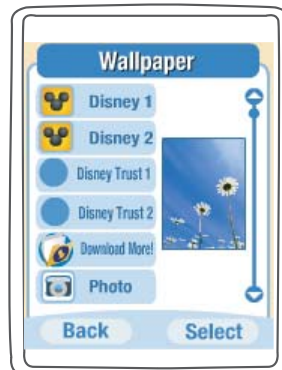 Wallpaper
Disney 1
Disney 2
Disney Trust 1
Disney Trust 2
Download More!
Photo
Back Select